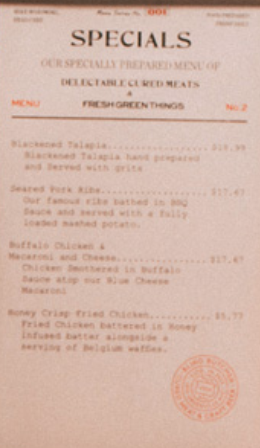 Menu Series No. 001
SPECIALS
OUR SPECIALLY PREPARED MENU OF
DELECTABLE CURED MEATS
&
FRESH GREEN THINGS
MENU
No.2
Blackened Talapia.................. $19.99
Blackened Talapia hand prepared
and Served with grits
Seared Pork Ribs.................. $17.47
Our famous ribs bathed in BBQ
Sauce and served with a fully
loaded mashed potato.
Buffalo Chicken &
Macaroni and Cheese................ $17.47
Chicken Smothered in Buffalo
Sauce atop our Blue Cheese
Macaroni
Honey Crisp fried Chicken.......... $5.77
Fried Chicken battered in Honey
Infused batter alongside a
serving of Belgium waffles.